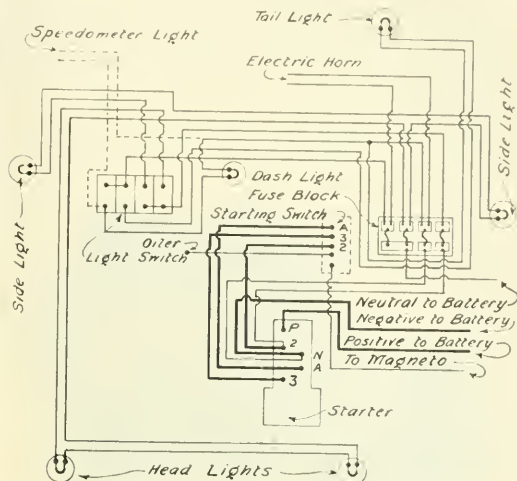 Tail Light
Speedometer Light
Electric Horn
Side Light
Dash Light
Fuse Block
Starting Switch
A
3
2
Oiler
Light Switch
Side Light
Neutral to Battery
Negative to Battery
P
Positive to Battery
2
N
To Magneto
A
3
Starter
Head Lights